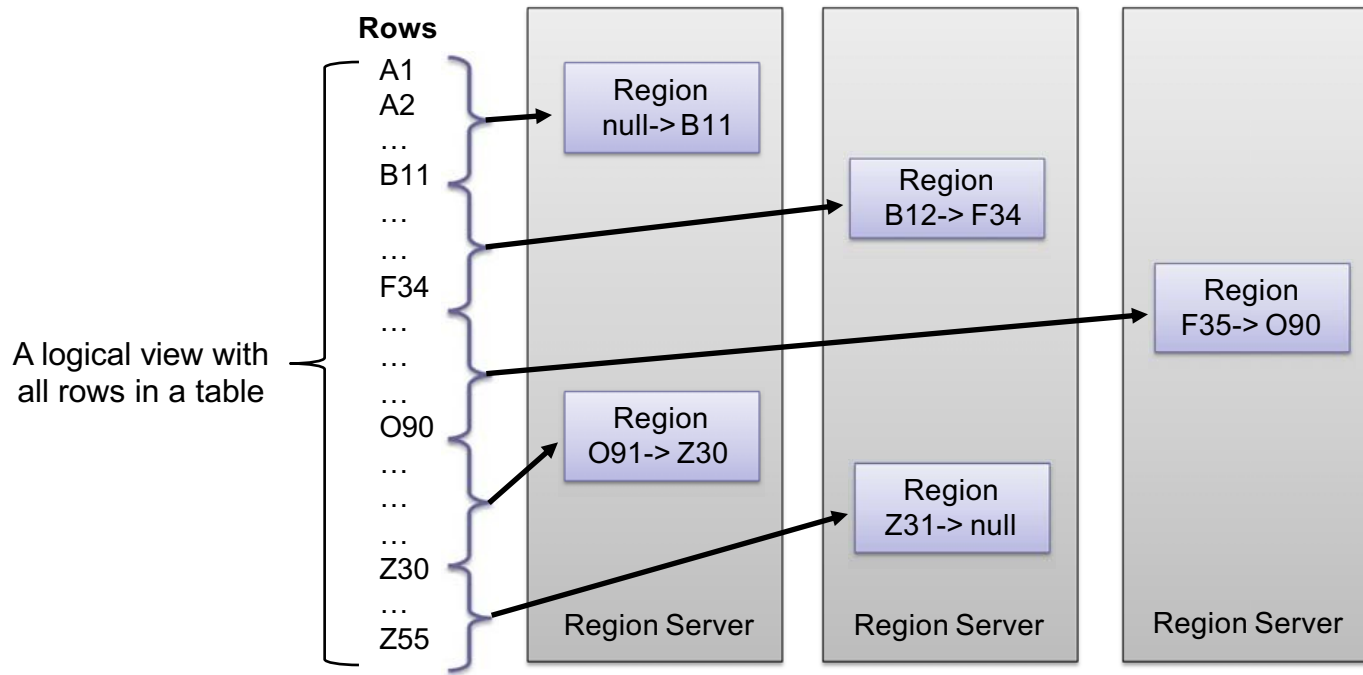 Rows
A1
A2
…
B11
…
…
F34
…
…
…
O90
…
…
…
Z30
…
Z55
A logical view with
all rows in a table
Region
null-> B11
Region
O91-> Z30
Region Server
Region
B12-> F34
Region
Z31-> null
Region Server
Region
F35-> O90
Region Server